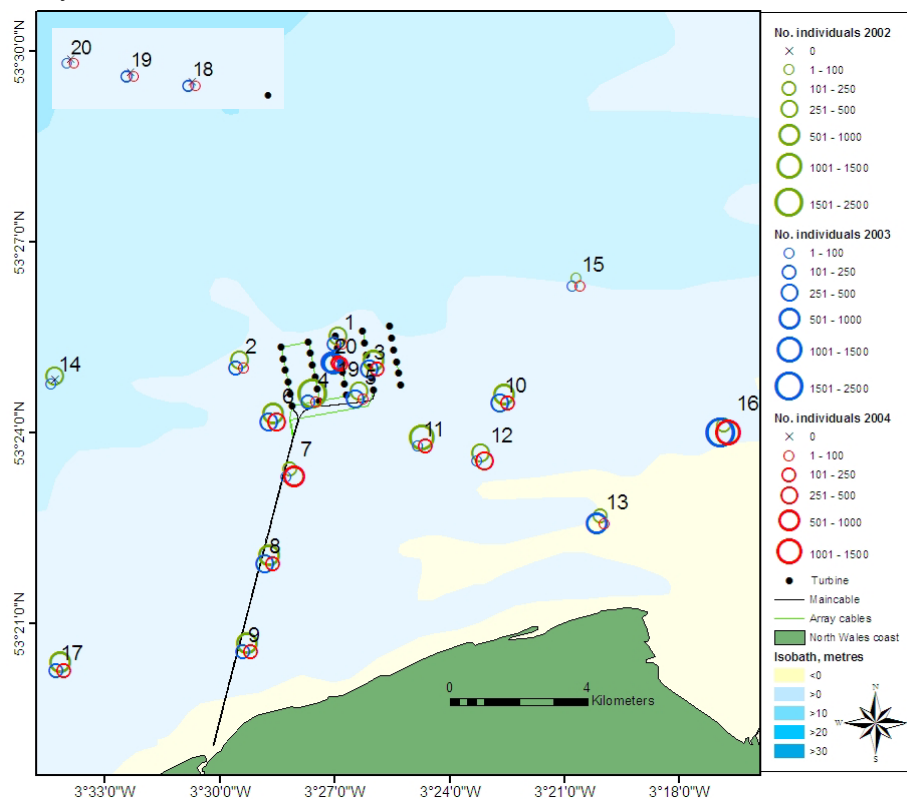 53°30'0"N
53°27'0"N
53°24'0"N
53°21'0"N
20
19
18
15
1
2
20
3
14
19
4
5
10
6
16
11
12
7
13
8
9
17
0 4
Kilometers
3°33'0"W 3°30'0"W 3°27'0"W 3°24'0"W 3°21'0"W 3°18'0"W
No. individuals 2002
0
1 - 100
101 - 250
251 - 500
501 - 1000
1001 - 1500
1501 - 2500
No. individuals 2003
1 - 100
101 - 250
251 - 500
501 - 1000
1001 - 1500
1501 - 2500
No. individuals 2004
0
1 - 100
101 - 250
251 - 500
501 - 1000
1001 - 1500
Turbine
Maincable
Array cables
North Wales coast
Isobath, metres
<0
>0
>10
>20
>30
N
W E
S